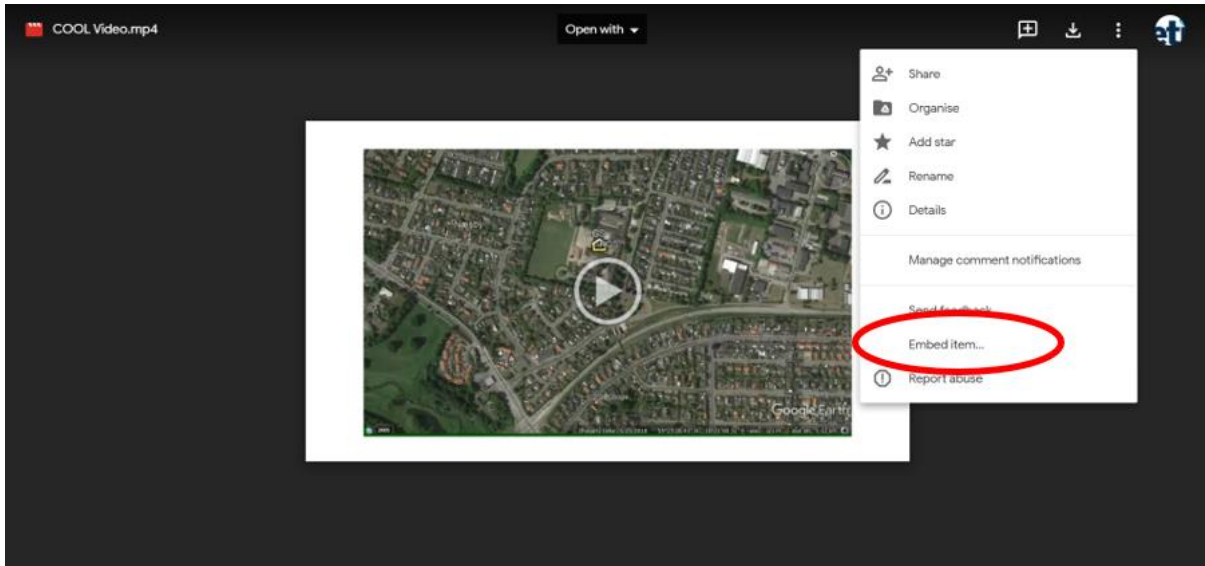 COOL Video.mp4
Open with
Share
Organise
Add star
Rename
Details
Manage comment notifications
Send feedback
Embed item...
Report abuse
Google Earth